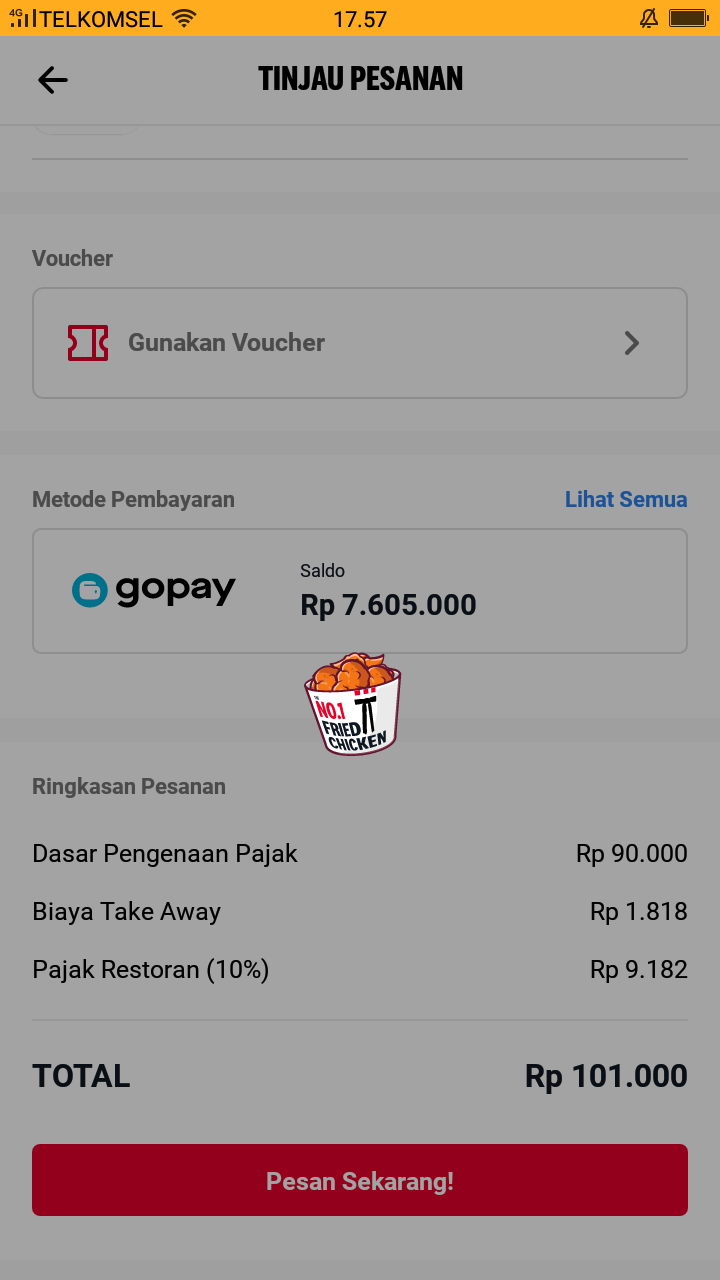 4G TELKOMSEL 17.57
TINJAU PESANAN
Voucher
Gunakan Voucher
Metode Pembayaran Lihat Semua
gopay
Saldo
Rp 7.605.000
NO.1
FRIED
CHICKEN
Ringkasan Pesanan
Dasar Pengenaan Pajak Rp 90.000
Biaya Take Away Rp 1.818
Pajak Restoran (10%) Rp 9.182
TOTAL Rp 101.000
Pesan Sekarang!